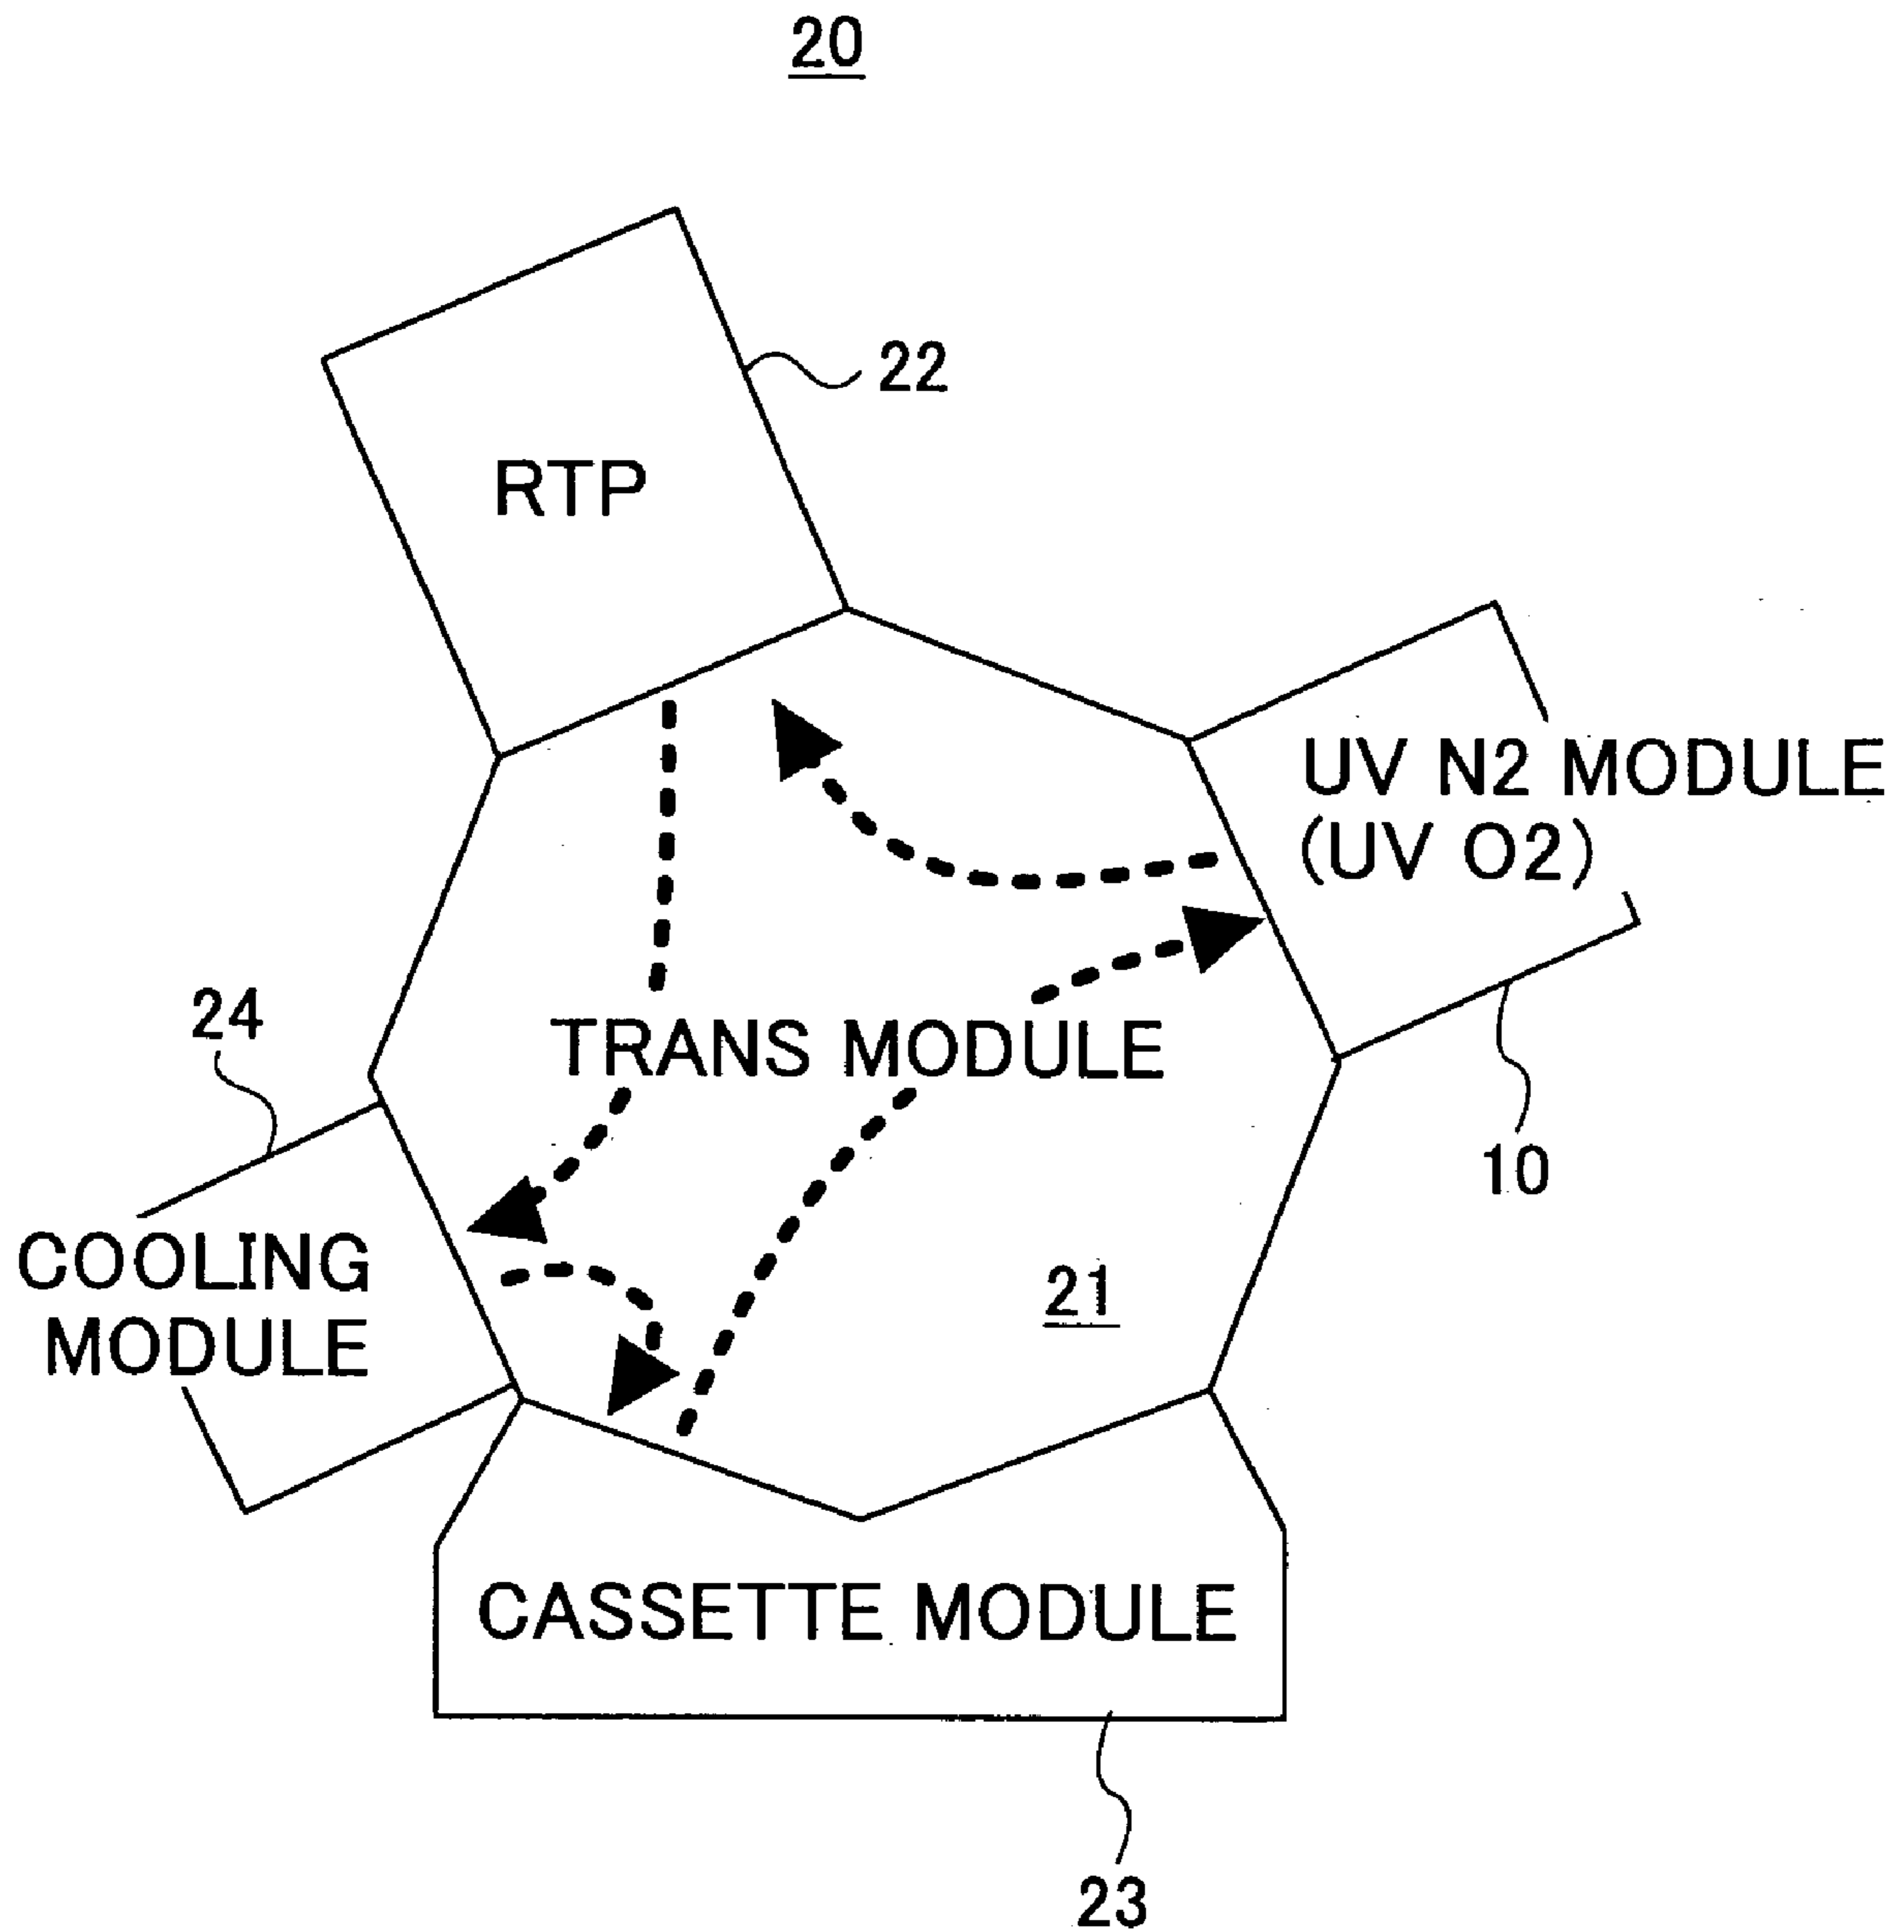 20
22
RTP
UV N2 MODULE
(UV O2)
24
TRANS MODULE
10
COOLING
MODULE
21
CASSETTE MODULE
23